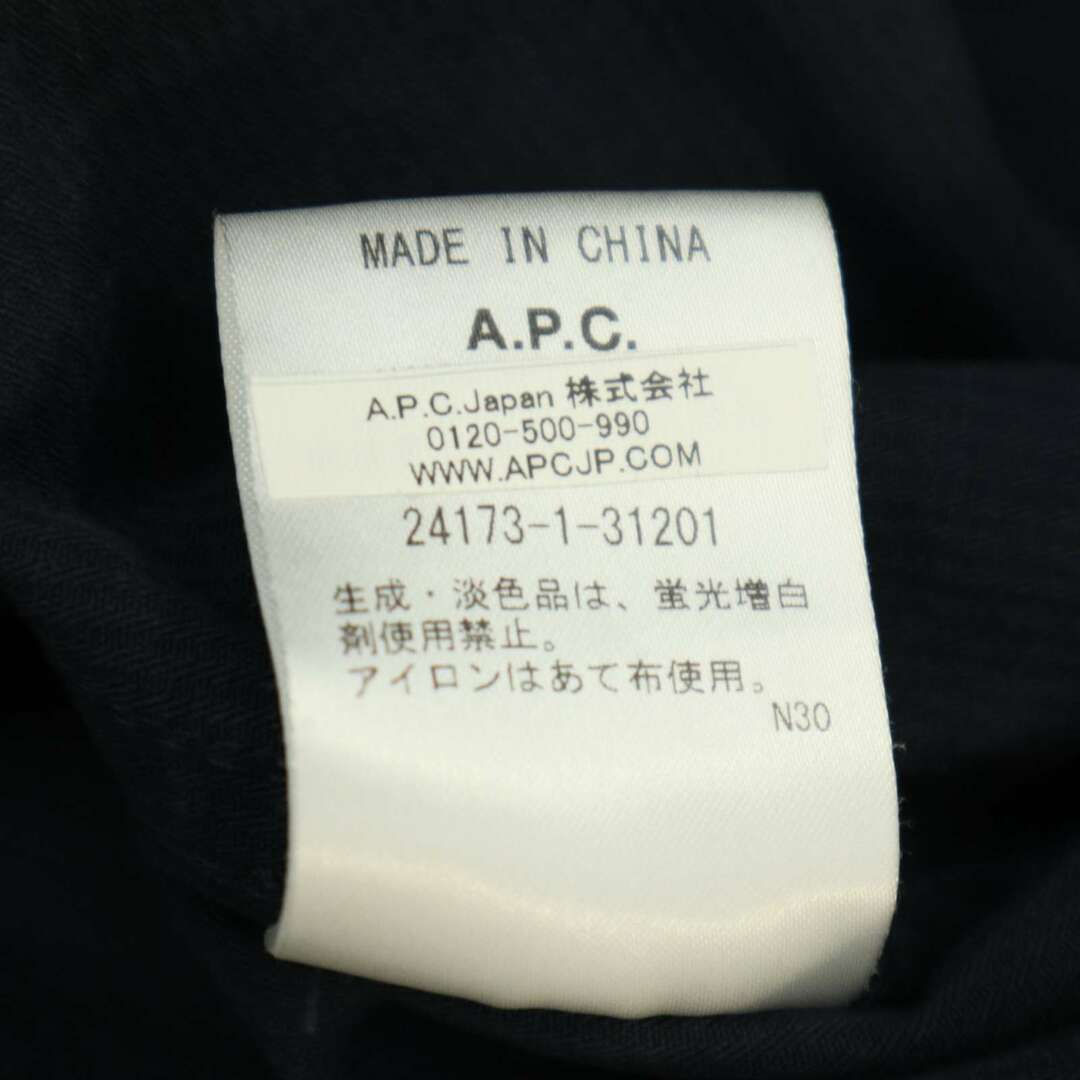 MADE IN CHINA
A.P.C.
A.P.C.Japan 株式会社
0120-500-990
WWW.APCJP.COM
24173-1-31201
生成・淡色品は、蛍光増白
剤使用禁止。
アイロンはあて布使用。
N30